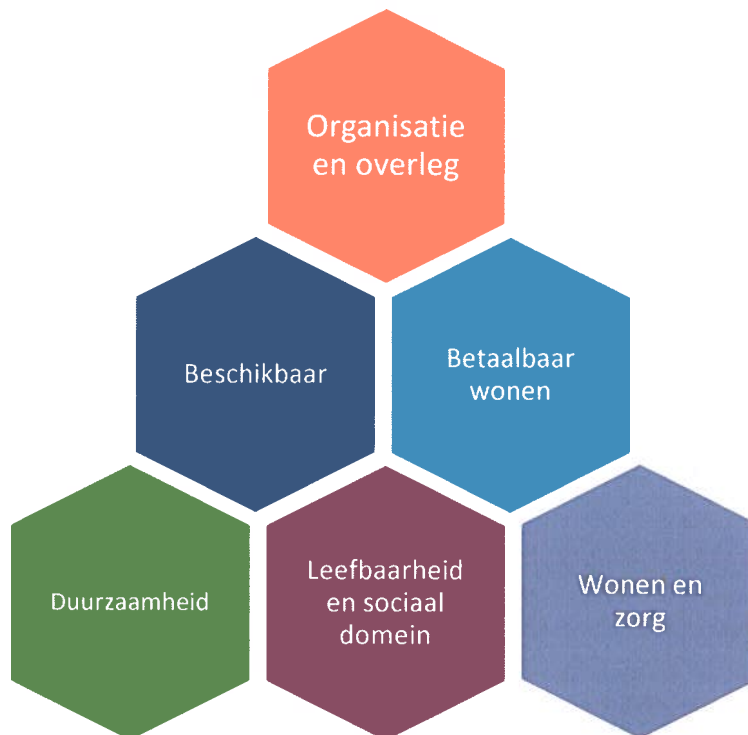 Organisatie
en overleg
Beschikbaar
Betaalbaar
wonen
Duurzaamheid
Leefbaarheid
en sociaal
domein
Wonen en
zorg